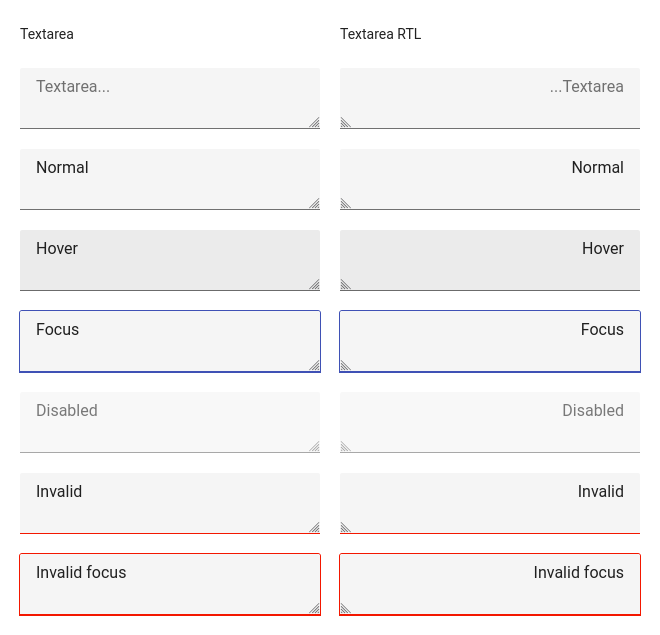 Textarea
Textarea RTL
Textarea...
...Textarea
Normal
Normal
Hover
Hover
Focus
Focus
Disabled
Disabled
Invalid
Invalid
Invalid focus
Invalid focus